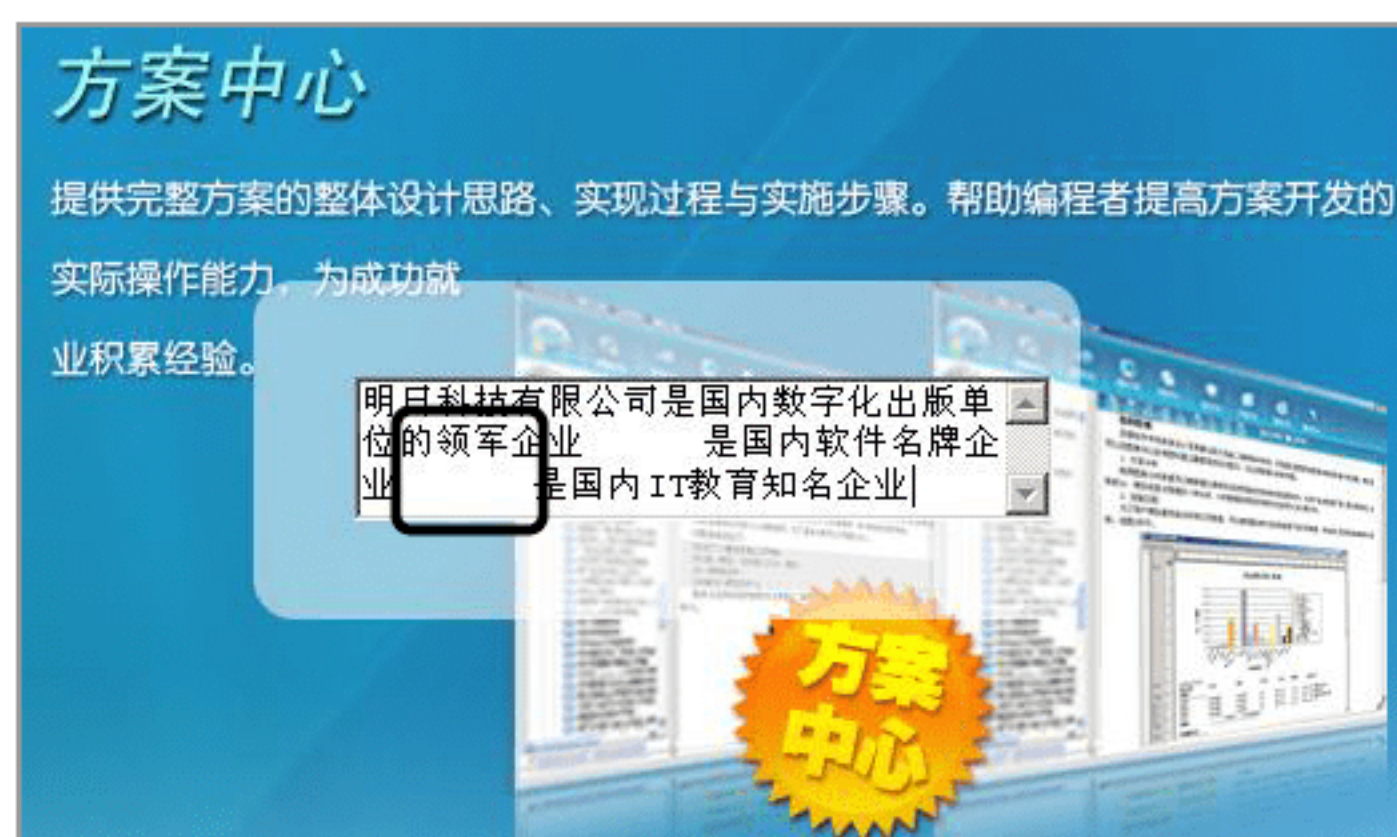 方案中心
提供完整方案的整体设计思路、实现过程与实施步骤。帮助编程者提高方案开发的
实际操作能力，为成功就
业积累经验。
明日科技有限公司是国内数字化出版单
位的领军企业 是国内软件名牌企
业 是国内IT教育知名企业
方案
中心